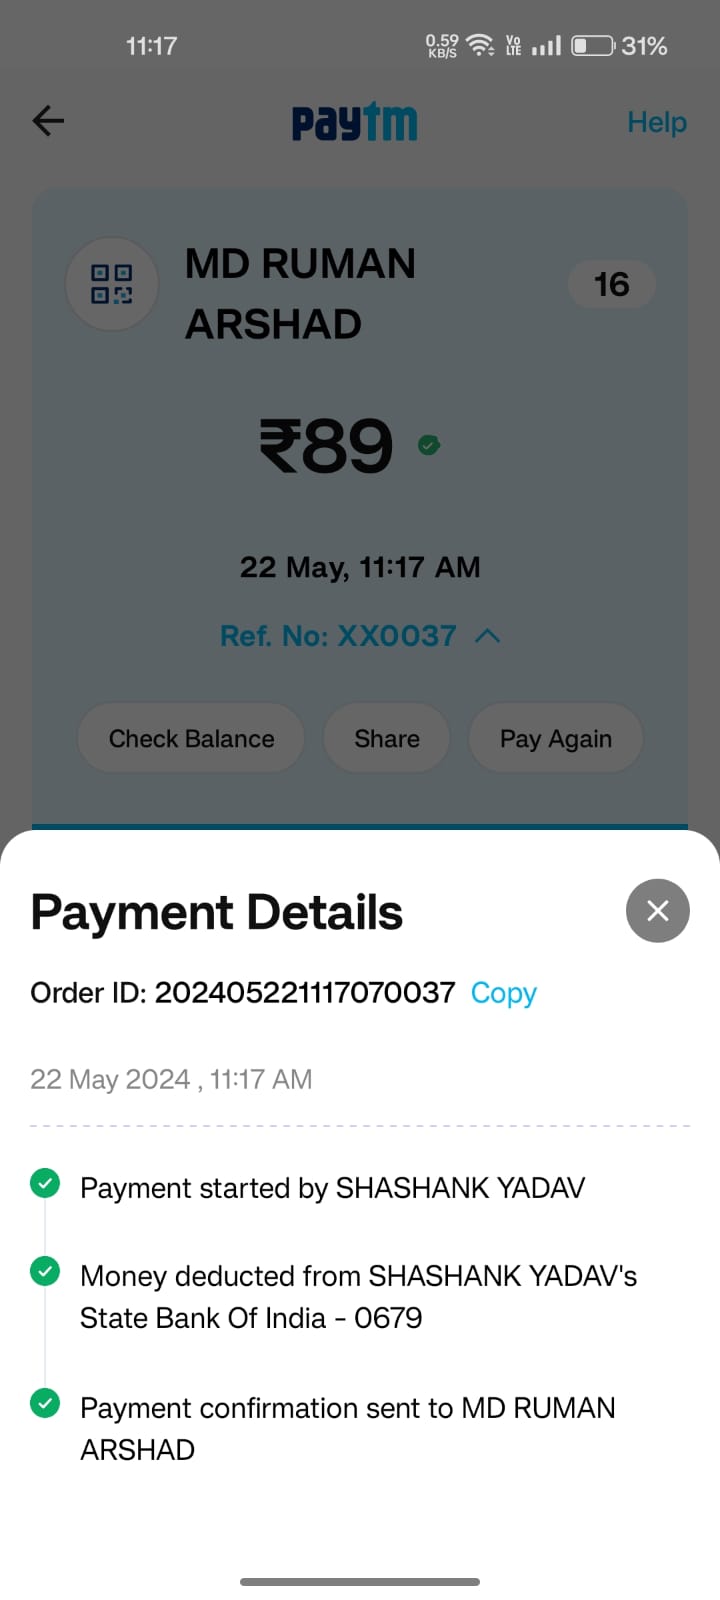 11:17 0.59 KB/S Vo LTE 31%
paytm Help
MD RUMAN
ARSHAD
16
₹89
22 May, 11:17 AM
Ref. No: XX0037
Check Balance Share Pay Again
Payment Details
Order ID: 202405221117070037 Copy
22 May 2024 , 11:17 AM
Payment started by SHASHANK YADAV
Money deducted from SHASHANK YADAV's
State Bank Of India - 0679
Payment confirmation sent to MD RUMAN
ARSHAD